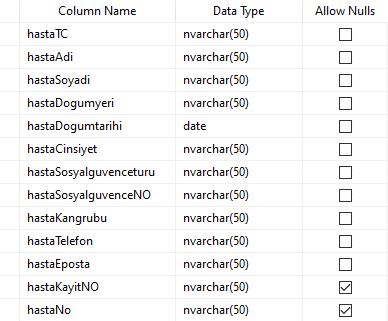 Column Name Data Type Allow Nulls
hastaTC nvarchar(50)
hastaAdi nvarchar(50)
hastaSoyadi nvarchar(50)
hastaDogumyeri nvarchar(50)
hastaDogumtarihi date
hastaCinsiyet nvarchar(50)
hastaSosyalguvenceturu nvarchar(50)
hastaSosyalguvenceNO nvarchar(50)
hastaKangrubu nvarchar(50)
hastaTelefon nvarchar(50)
hastaEposta nvarchar(50)
hastaKayitNO nvarchar(50)
hastaNo nvarchar(50)